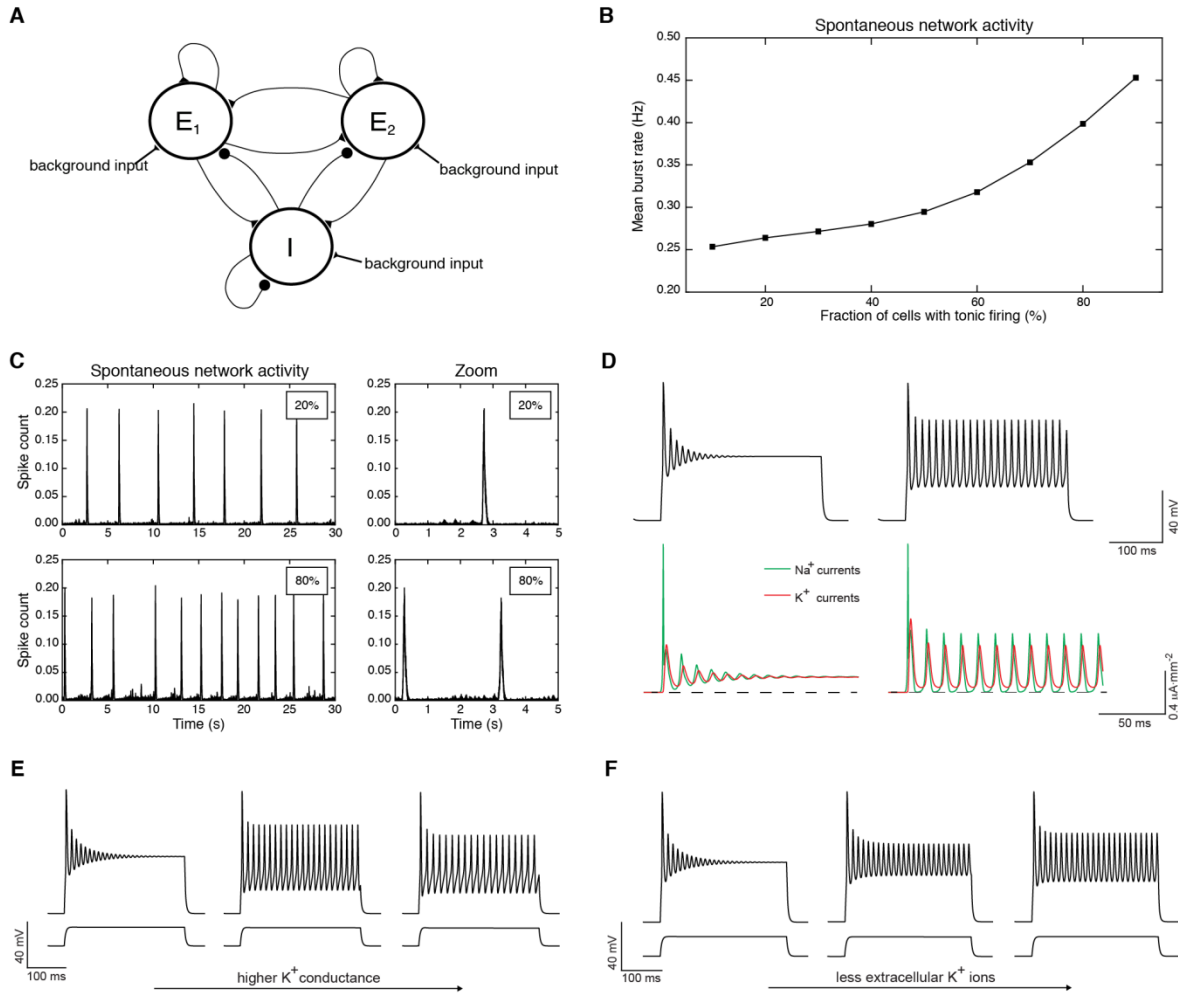 A
E1
E2
I
background input
background input
background input
B
Spontaneous network activity
Mean burst rate (Hz)
0.50
0.45
0.40
0.35
0.30
0.25
0.20
20 40 60 80
Fraction of cells with tonic firing (%)
C
Spontaneous network activity
Zoom
Spike count
0.25
0.20
0.15
0.10
0.05
0.00
20%
20%
0 5 10 15 20 25 30
0 1 2 3 4 5
Spike count
0.25
0.20
0.15
0.10
0.05
0.00
80%
80%
0 5 10 15 20 25 30
0 1 2 3 4 5
Time (s)
Time (s)
D
40 mV
100 ms
Na+ currents
K+ currents
0.4 uA·mm-2
50 ms
E
40 mV
100 ms
higher K+ conductance
F
40 mV
100 ms
less extracellular K+ ions